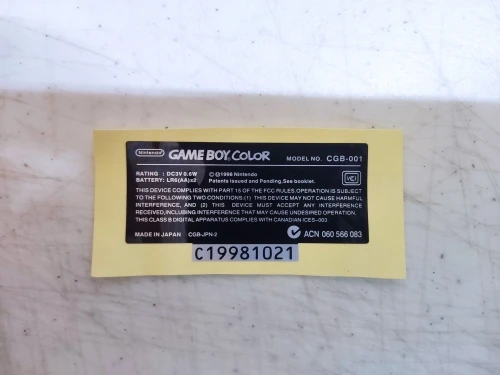 Nintendo GAME BOY COLOR MODEL NO. CGB-001
RATING : DC3V 0.6W ©@1998 Nintendo
BATTERY: LR6(AA)x2 Patents Issued and Pending, See booklet. VCI
THIS DEVICE COMPLIES WITH PART 15 OF THE FCC RULES.OPERATION IS SUBJECT
TO THE FOLLOWING TWO CONDITIONS:(1) THIS DEVICE MAY NOT CAUSE HARMFUL
INTERFERENCE, AND (2) THIS DEVICE MUST ACCEPT ANY INTERFERENCE
RECEIVED,INCLUDING INTERFERENCE THAT MAY CAUSE UNDESIRED OPERATION.
THIS CLASS B DIGITAL APPARATUS COMPLIES WITH CANADIAN ICES-003
MADE IN JAPAN CGB-JPN-2 ACN 060 566 083
C19981021